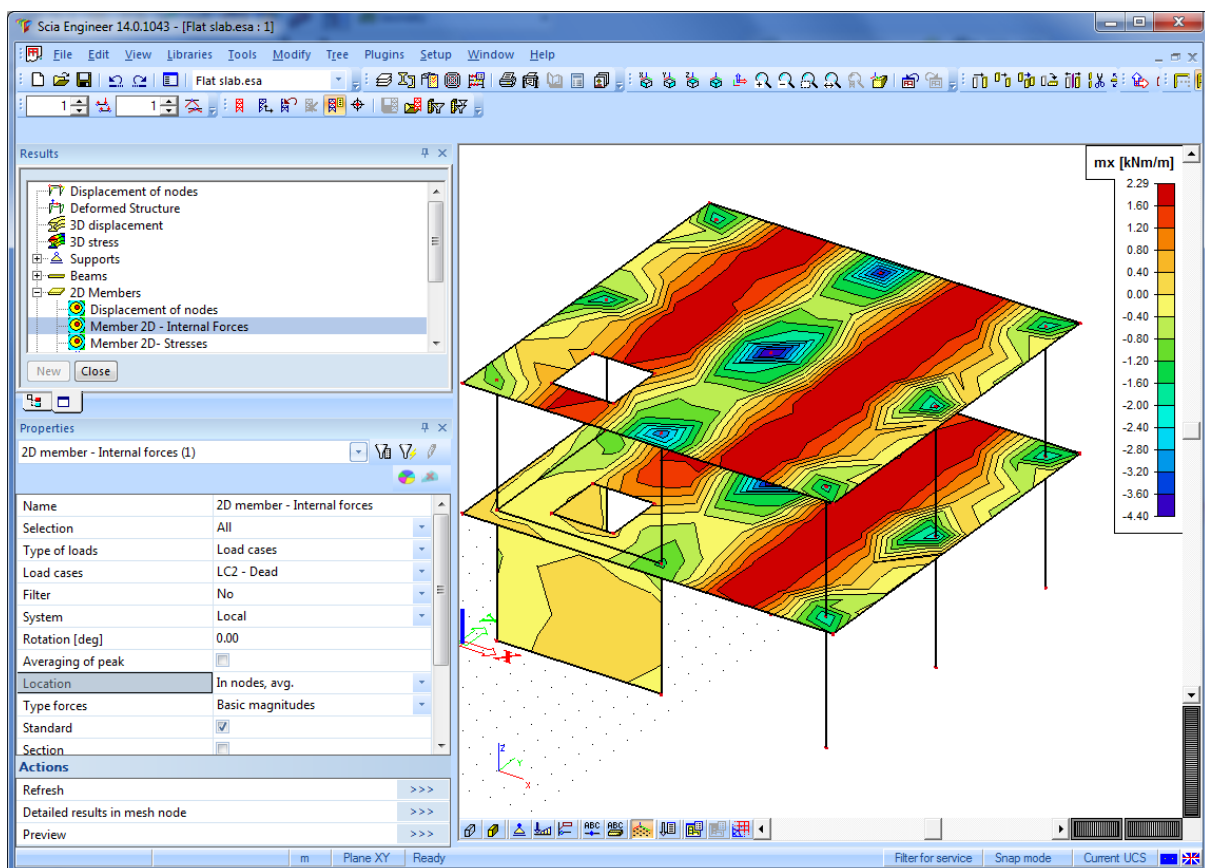 Scia Engineer 14.0.1043 - [Flat slab.esa : 1]
File Edit View Libraries Tools Modify Tree Plugins Setup Window Help
Flat slab.esa
1 1
Results
Displacement of nodes
Deformed Structure
3D displacement
3D stress
Supports
Beams
2D Members
Displacement of nodes
Member 2D - Internal Forces
Member 2D- Stresses
New Close
Properties
2D member - Internal forces (1)
Name 2D member - Internal forces
Selection All
Type of loads Load cases
Load cases LC2 - Dead
Filter No
System Local
Rotation [deg] 0.00
Averaging of peak
Location In nodes, avg.
Type forces Basic magnitudes
Standard
Section
Actions
Refresh >>>
Detailed results in mesh node >>>
Preview >>>
mx [kNm/m]
2.29
1.60
1.20
0.80
0.40
0.00
-0.40
-0.80
-1.20
-1.60
-2.00
-2.40
-2.80
-3.20
-3.60
-4.40
X
z
Y
x
ABC ABC
m Plane XY Ready Filter for service Snap mode Current UCS